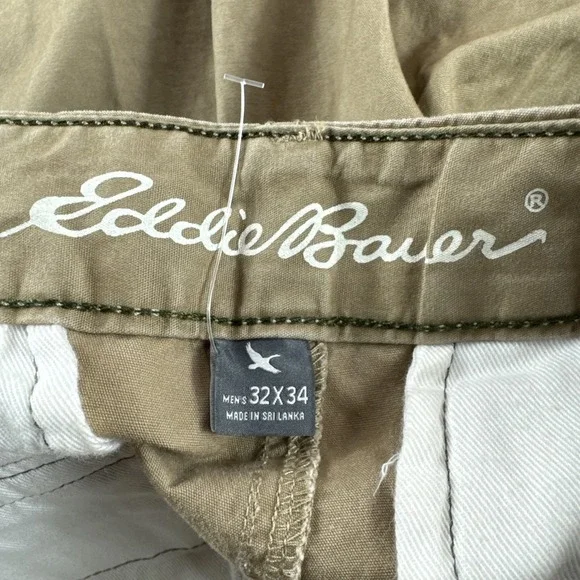 Eddie Bauer®
MEN'S 32X34
MADE IN SRI LANKA